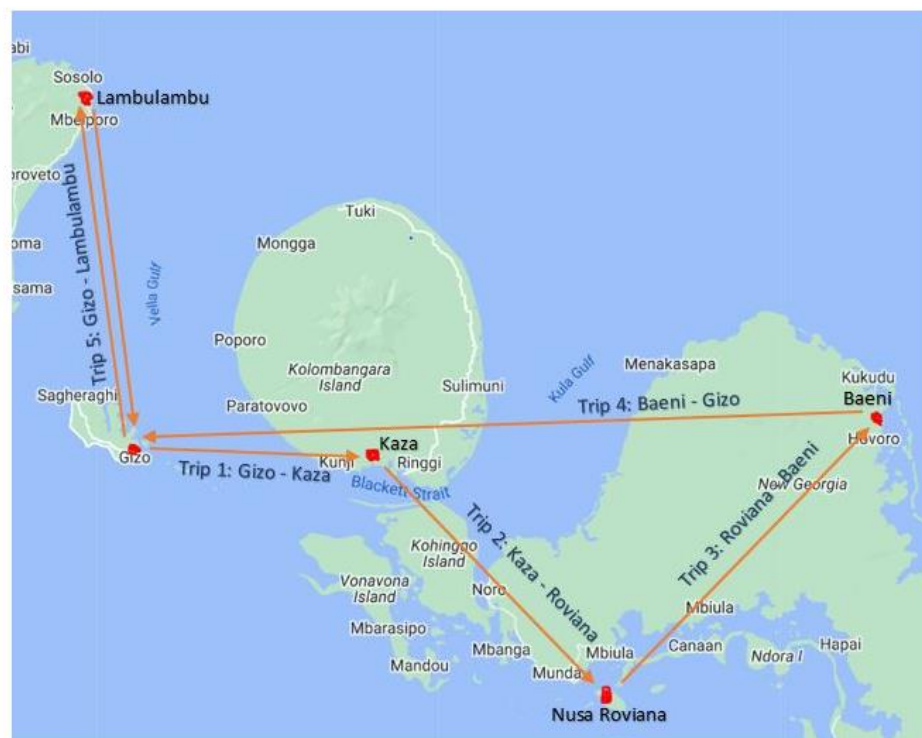 abi
Sosolo
Lambulambu
Mbelporo
proveto
oma
sama
Trip 5: Gizo - Lambulambu
Vella Gulf
Tuki
Mongga
Poporo
Kolombangara
Island
Sulimuni
Kula Gulf
Menakasapa
Kukudu
Baeni
Sagheraghi
Paratovovo
Trip 4: Baeni - Gizo
Kaza
Hovoro
Gizo
Kunji
Ringgi
Trip 1: Gizo - Kaza
Blackett Strait
New Georgia
Trip 2: Kaza - Roviana
Trip 3: Roviana - Baeni
Kohingo
Island
Vonavona
Island
Noro
Mbarasipo
Mbanga
Mbiula
Mbiula
Canaan
Hapai
Ndora I
Mandou
Munda
Nusa Roviana